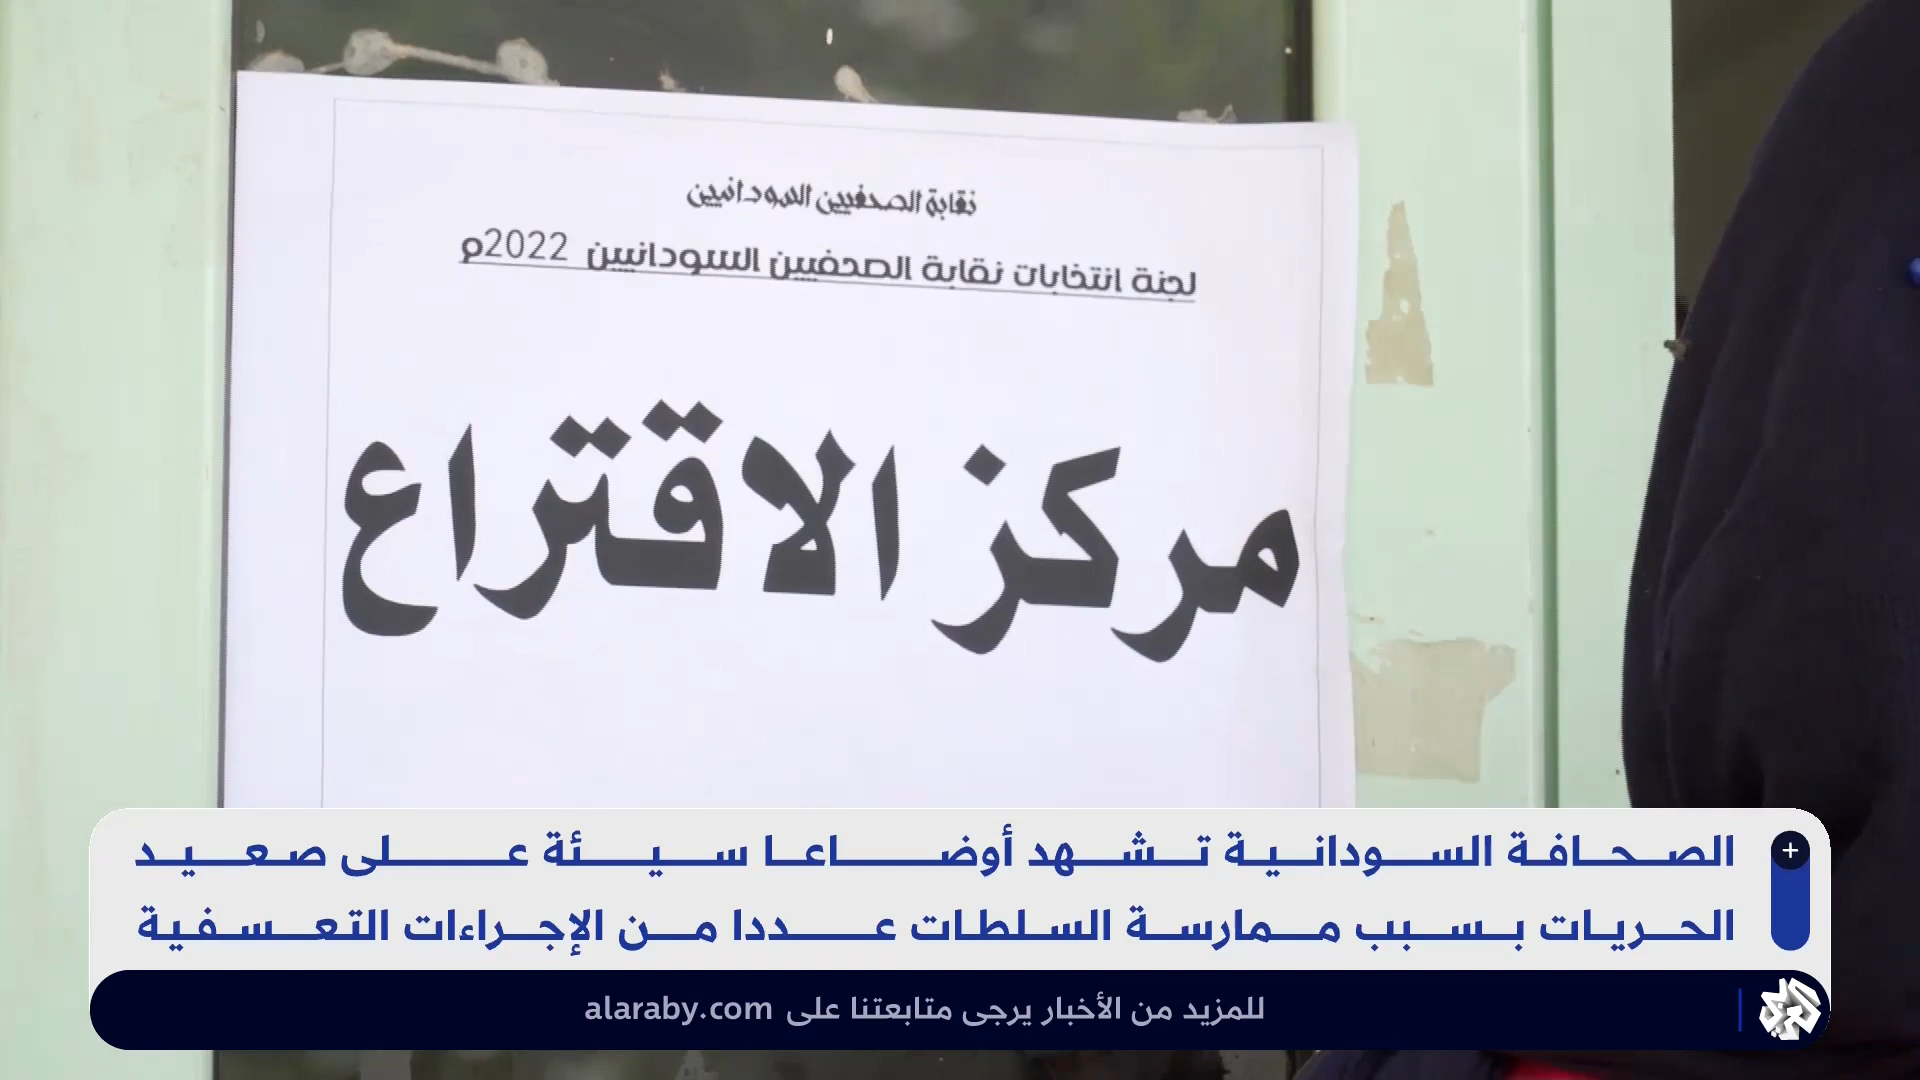 نقابة الصحفيين السودانيين
لجنة انتخابات نقابة الصحفيين السودانيين 2022م
مركز الاقتراع
الصحافة السودانية تشهد أوضاعا سيئة على صعيد
الحريات بسبب ممارسة السلطات عددا من الإجراءات التعسفية
للمزيد من الأخبار يرجى متابعتنا على alaraby.com